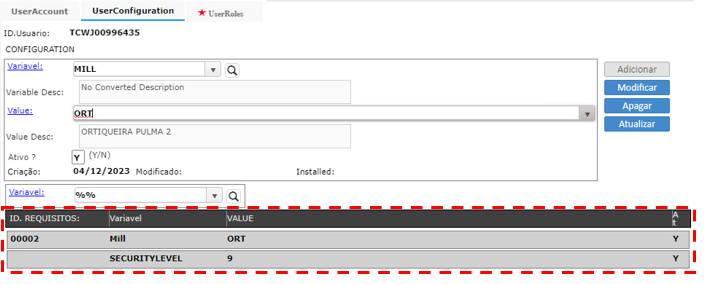 UserAccount UserConfiguration UserRoles
ID.Usuario: TCWJ00996435
CONFIGURATION
Variavel: MILL Adicionar
Variable Desc: No Converted Description Modificar
Value: ORT Apagar
Value Desc: ORTIQUEIRA PULMA 2 Atualizar
Ativo ? Y (Y/N)
Criação: 04/12/2023 Modificado: Installed:
Variavel: %%
ID. REQUISITOS: Variavel VALUE A
t
00002 Mill ORT Y
SECURITYLEVEL 9 Y